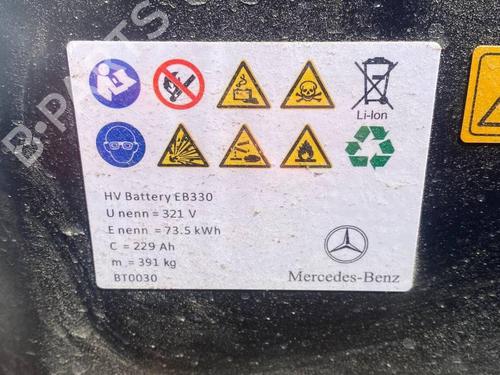 B-PARTS
Li-Ion
HV Battery EB330
U nenn = 321 V
E nenn = 73.5 kWh
C = 229 Ah
m = 391 kg
BT0030
Mercedes-Benz